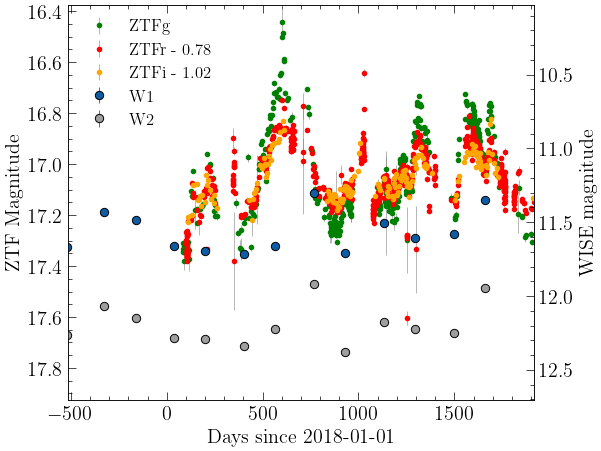 ZTFg
ZTFr - 0.78
ZTFi - 1.02
W1
W2
16.4
16.6
16.8
17.0
17.2
17.4
17.6
17.8
ZTF Magnitude
10.5
11.0
11.5
12.0
12.5
WISE magnitude
−500
0
500
1000
1500
Days since 2018-01-01